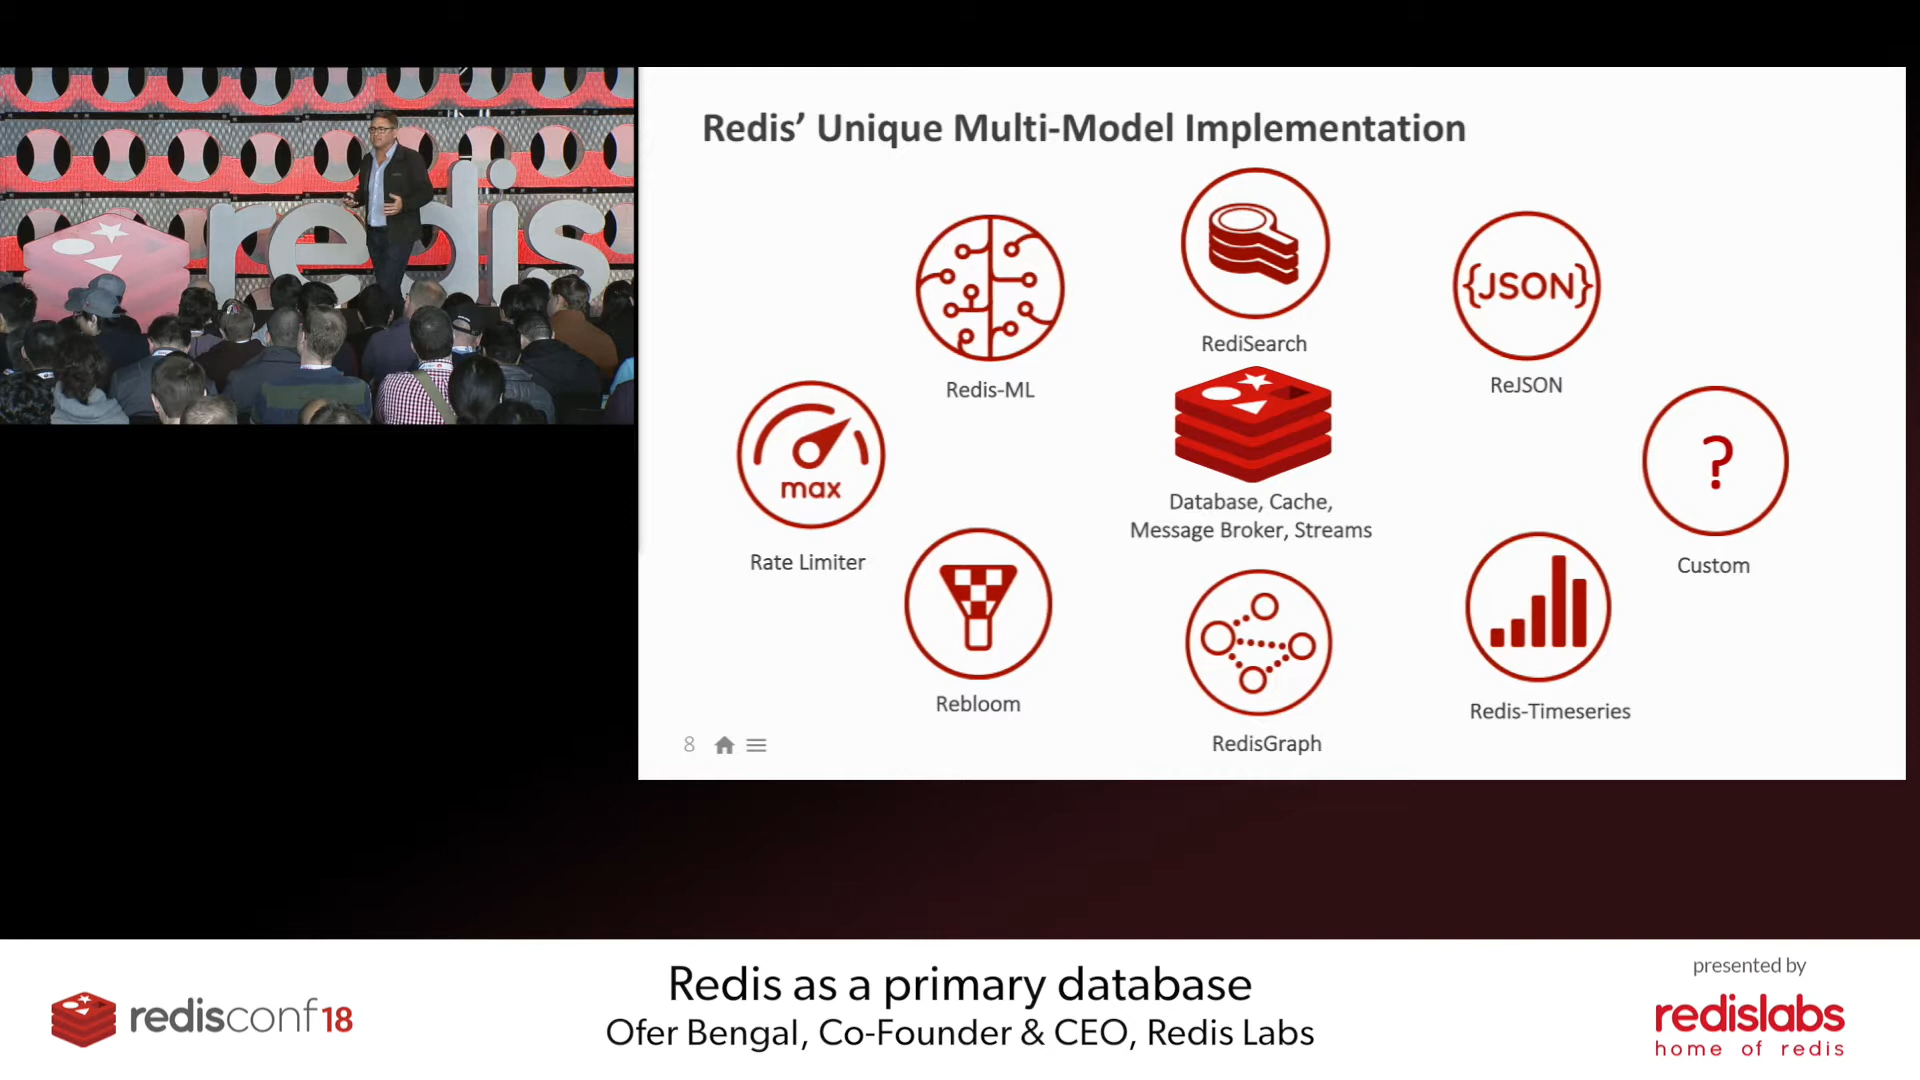 redis
Redis’ Unique Multi-Model Implementation
Redis-ML
RediSearch
{JSON}
ReJSON
max
Rate Limiter
Database, Cache,
Message Broker, Streams
?
Custom
Rebloom
RedisGraph
Redis-Timeseries
8
redisconf18
Redis as a primary database
Ofer Bengal, Co-Founder & CEO, Redis Labs
presented by
redislabs
home of redis